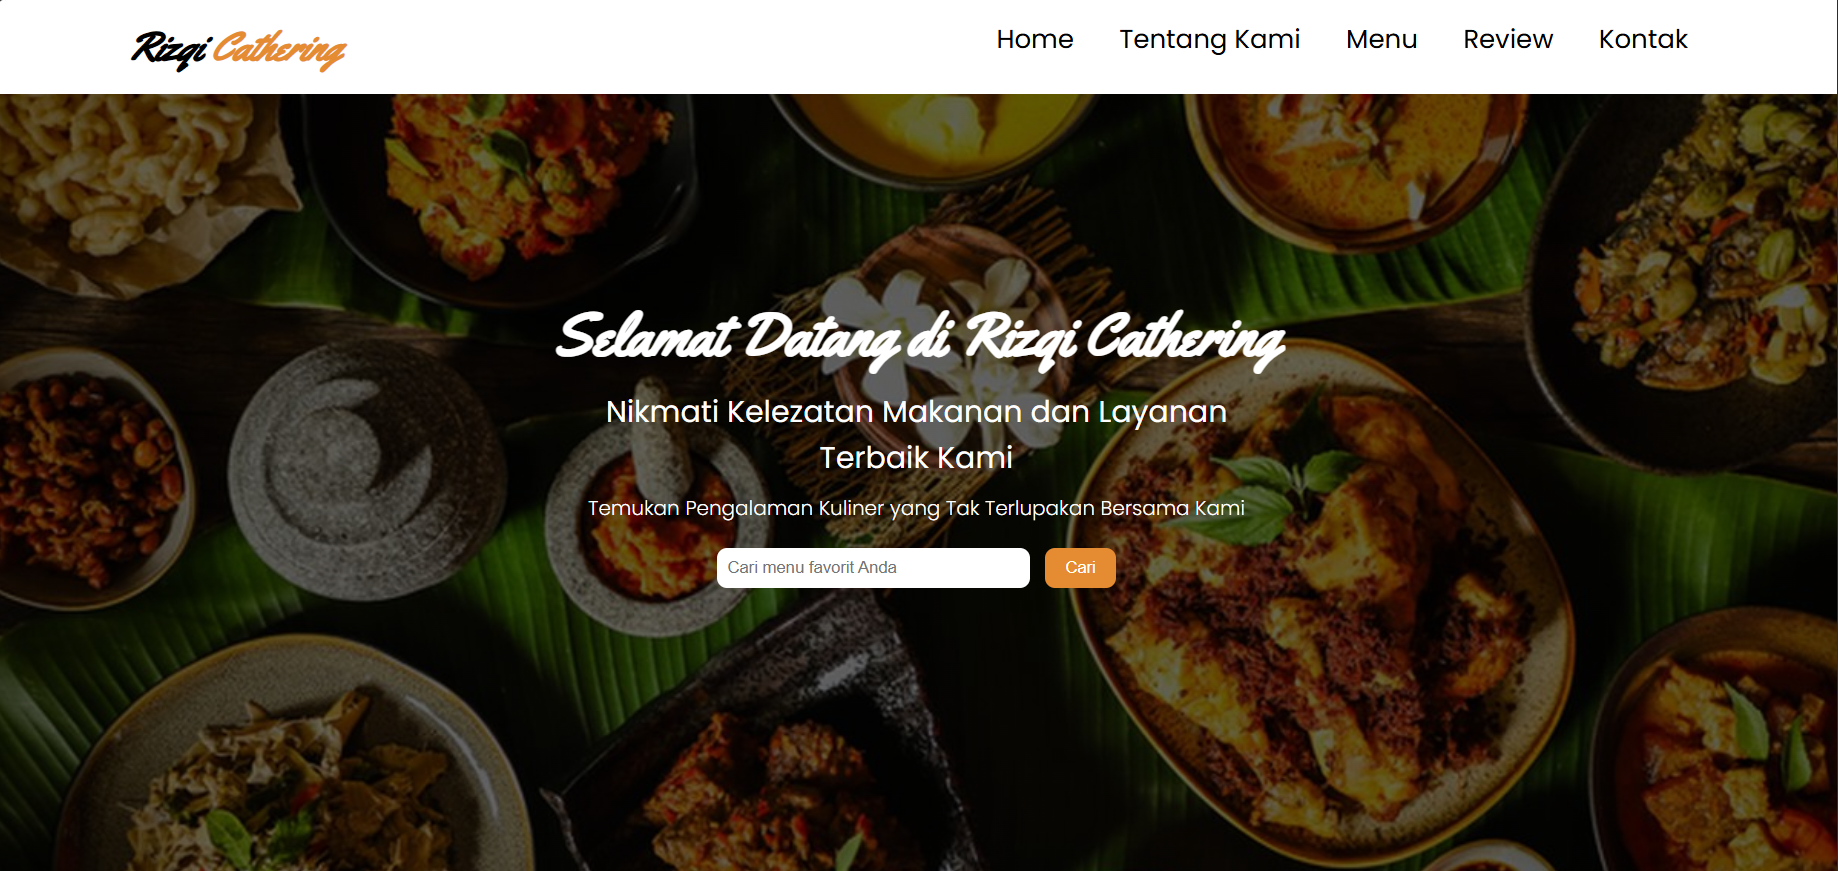 Rizqi Cathering
Home Tentang Kami Menu Review Kontak
Selamat Datang di Rizqi Cathering
Nikmati Kelezatan Makanan dan Layanan
Terbaik Kami
Temukan Pengalaman Kuliner yang Tak Terlupakan Bersama Kami
Cari menu favorit Anda Cari